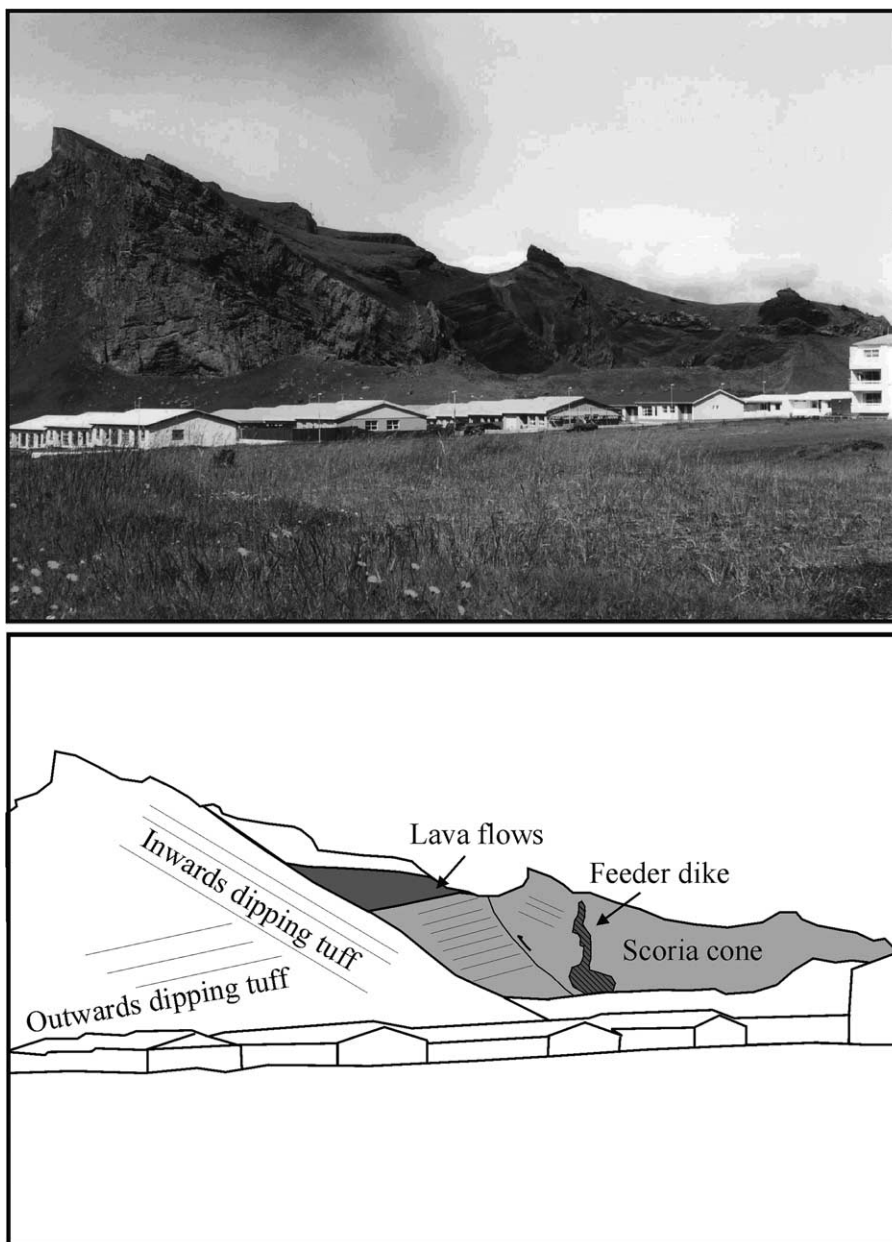 Lava flows
Feeder dike
Inwards dipping tuff
Scoria cone
Outwards dipping tuff